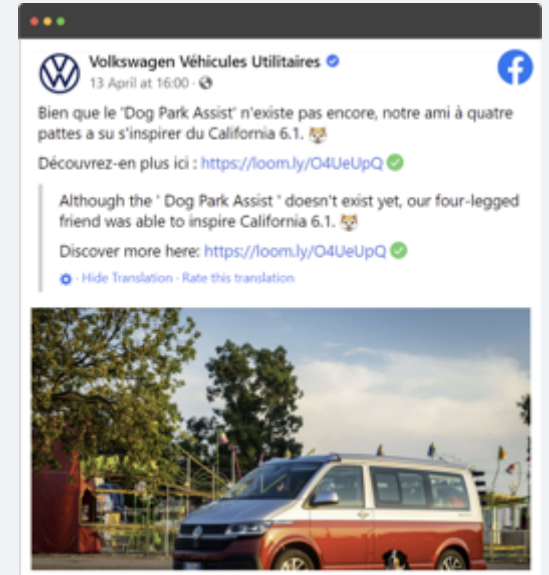 Volkswagen Véhicules Utilitaires
13 April at 16:00 ·
Bien que le 'Dog Park Assist' n'existe pas encore, notre ami à quatre
pattes a su s'inspirer du California 6.1. 🐶
Découvrez-en plus ici : https://loom.ly/O4UeUpQ ✅
Although the ' Dog Park Assist ' doesn't exist yet, our four-legged
friend was able to inspire California 6.1. 🐶
Discover more here: https://loom.ly/O4UeUpQ ✅
· Hide Translation · Rate this translation